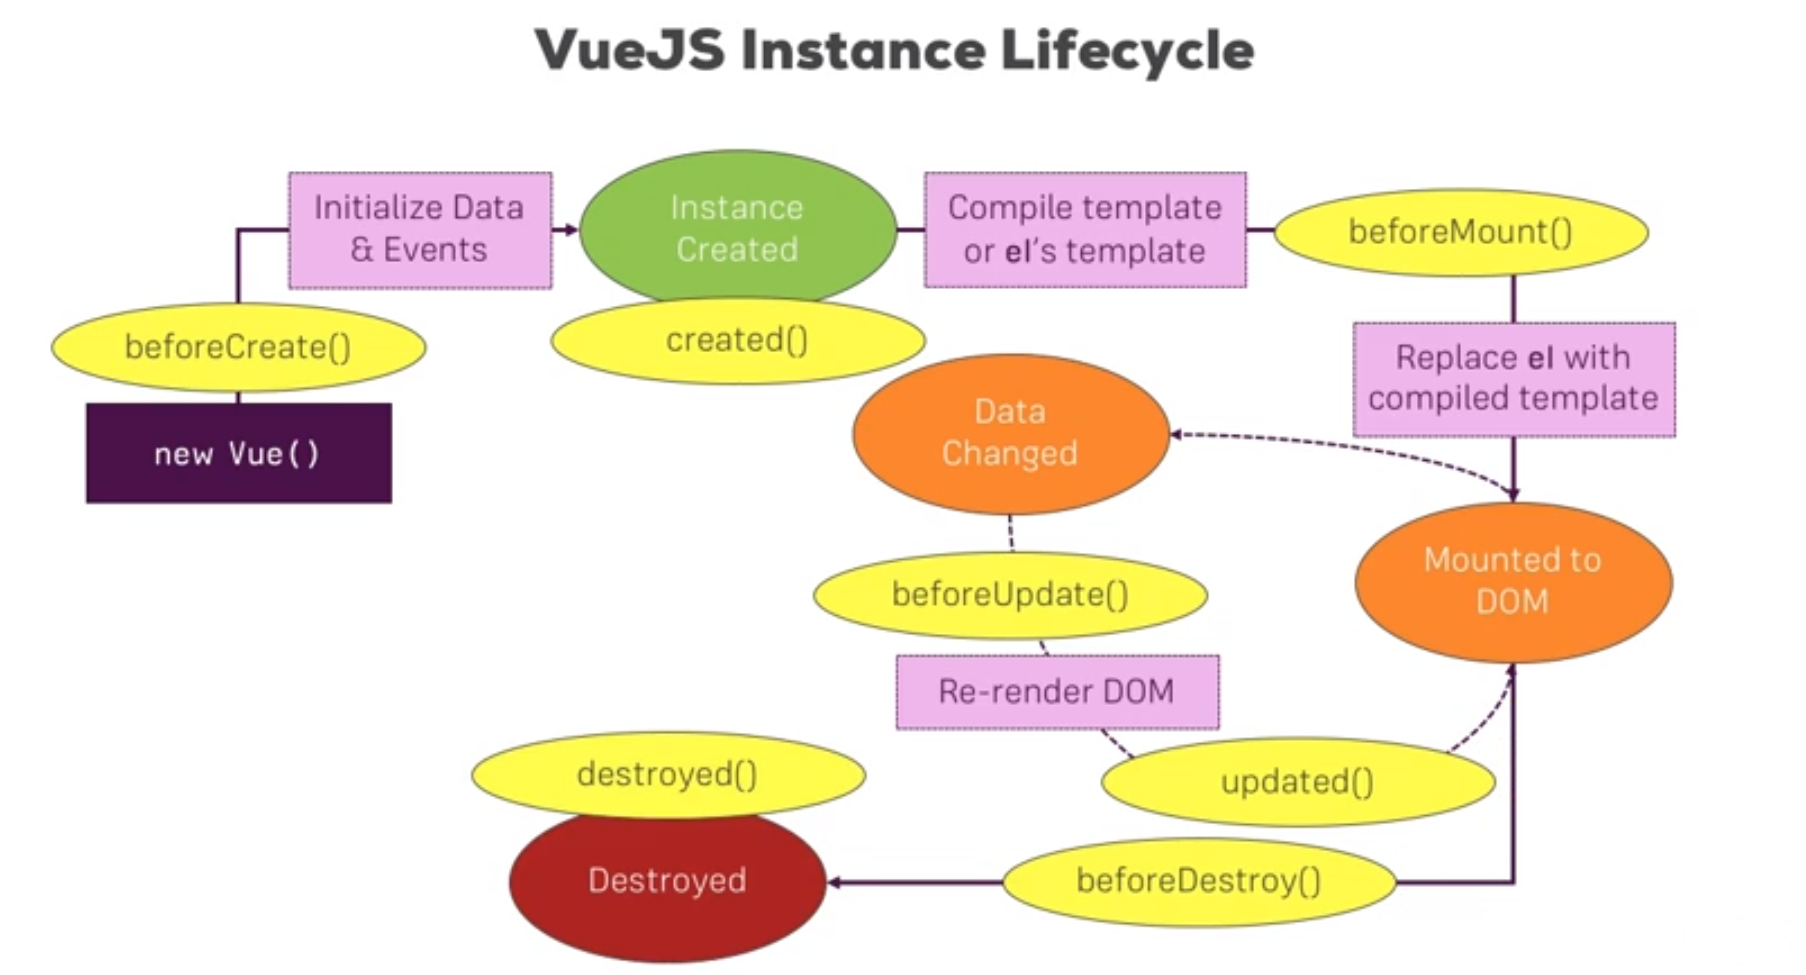 VueJS Instance Lifecycle
Initialize Data
& Events
Instance
Created
Compile template
or el's template
beforeMount()
beforeCreate()
created()
Replace el with
compiled template
new Vue()
Data
Changed
Mounted to
DOM
beforeUpdate()
Re-render DOM
destroyed()
updated()
Destroyed
beforeDestroy()